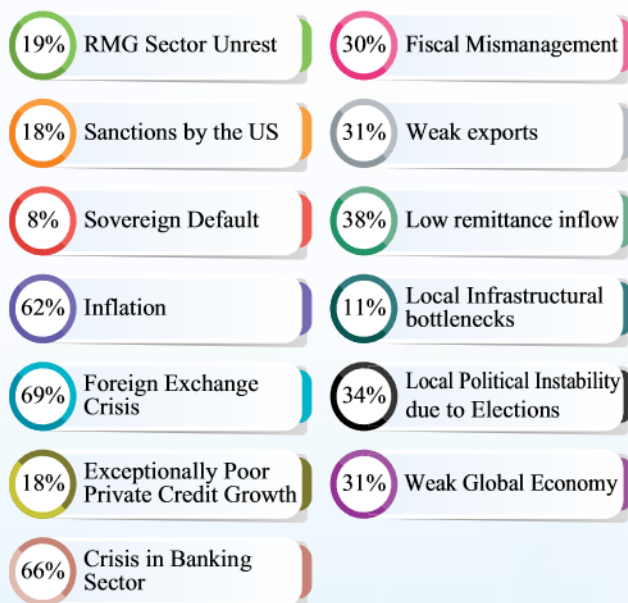 19% RMG Sector Unrest
18% Sanctions by the US
8% Sovereign Default
62% Inflation
69% Foreign Exchange
Crisis
18% Exceptionally Poor
Private Credit Growth
66% Crisis in Banking
Sector
30% Fiscal Mismanagement
31% Weak exports
38% Low remittance inflow
11% Local Infrastructural
bottlenecks
34% Local Political Instability
due to Elections
31% Weak Global Economy